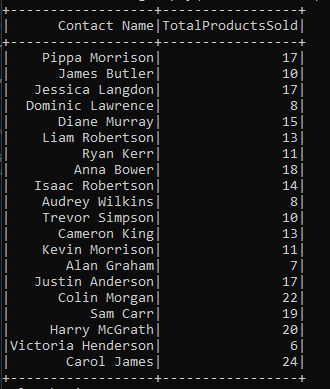 +------------------+-----------------+
|      Contact Name|TotalProductsSold|
+------------------+-----------------+
|    Pippa Morrison|               17|
|      James Butler|               10|
|   Jessica Langdon|               17|
|  Dominic Lawrence|                8|
|      Diane Murray|               15|
|    Liam Robertson|               13|
|         Ryan Kerr|               11|
|        Anna Bower|               18|
|   Isaac Robertson|               14|
|    Audrey Wilkins|                8|
|    Trevor Simpson|               10|
|      Cameron King|               13|
|    Kevin Morrison|               11|
|       Alan Graham|                7|
|   Justin Anderson|               17|
|      Colin Morgan|               22|
|          Sam Carr|               19|
|     Harry McGrath|               20|
|Victoria Henderson|                6|
|       Carol James|               24|
+------------------+-----------------+